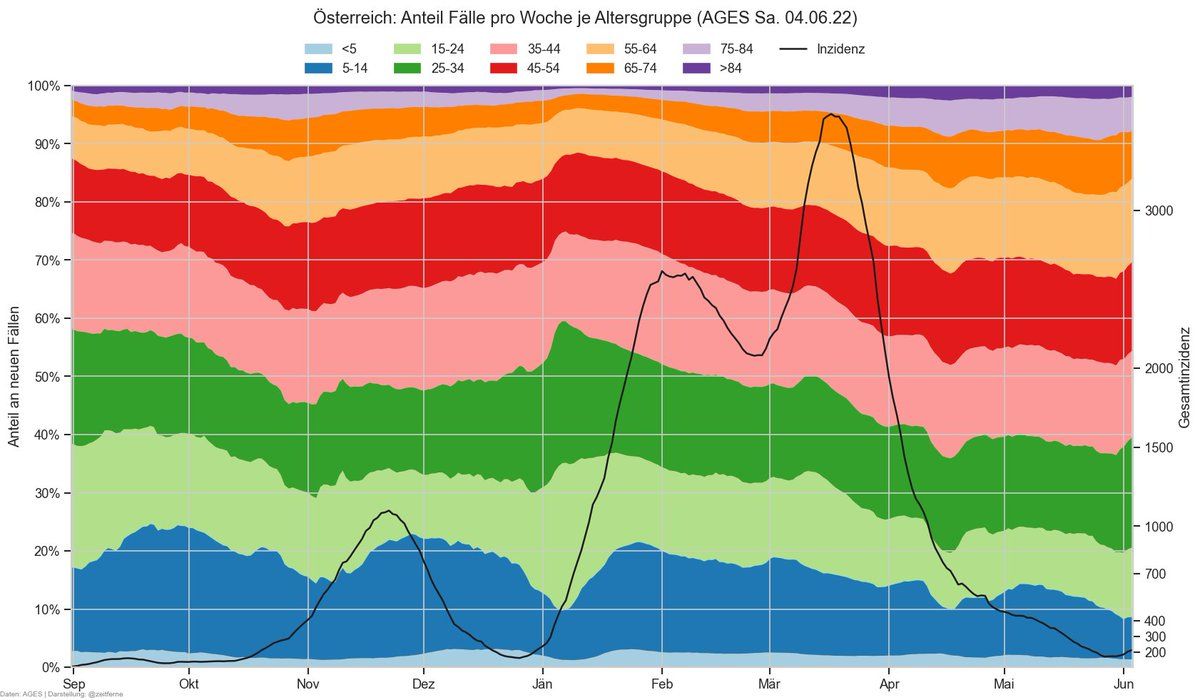 Österreich: Anteil Fälle pro Woche je Altersgruppe (AGES Sa. 04.06.22)
<5 15-24 35-44 55-64 75-84 Inzidenz
5-14 25-34 45-54 65-74 >84
Anteil an neuen Fällen
100%
90%
80%
70%
60%
50%
40%
30%
20%
10%
0%
3000
2000
1500
1000
700
400
300
200
Gesamtinzidenz
Sep Okt Nov Dez Jän Feb Mär Apr Mai Jun
Daten: AGES | Darstellung: @zeitferne